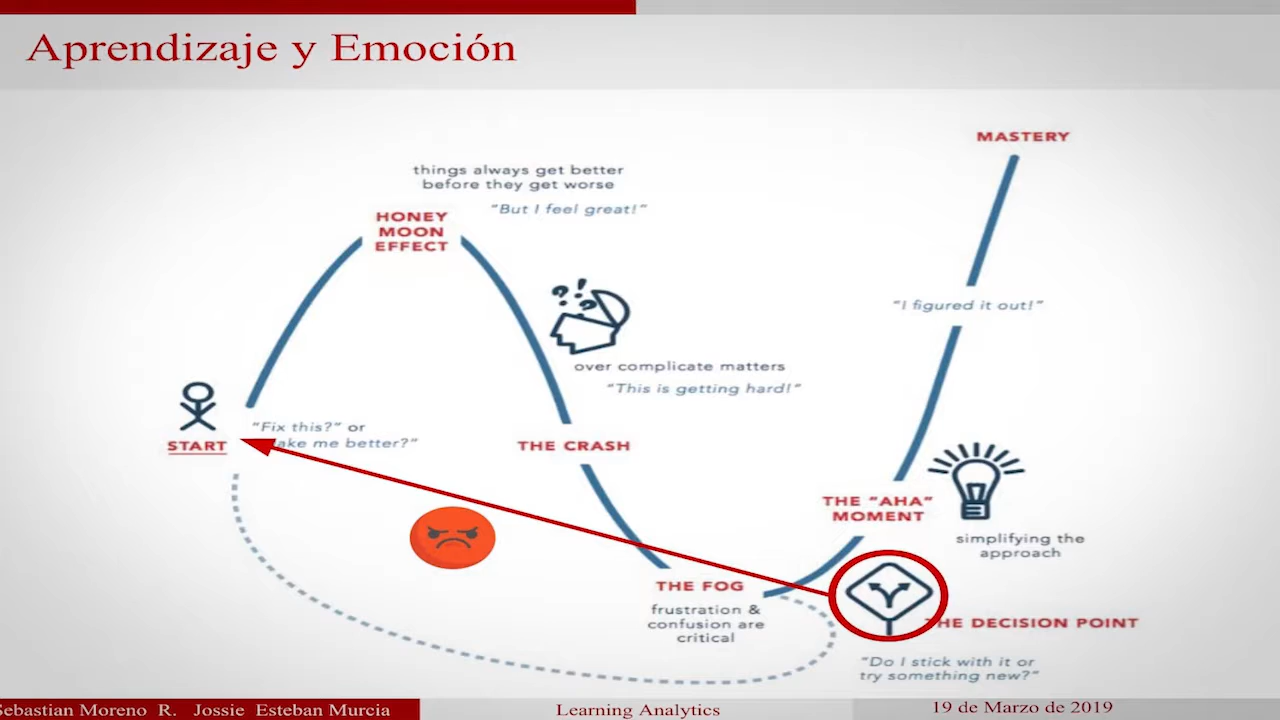 Aprendizaje y Emoción
MASTERY
things always get better
before they get worse
"But I feel great!"
HONEY
MOON
EFFECT
"I figured it out!"
over complicate matters
"This is getting hard!"
START
"Fix this?" or
ake me better?"
THE CRASH
THE "AHA"
MOMENT
simplifying the
approach
THE FOG
frustration &
confusion are
critical
HE DECISION POINT
"Do I stick with it or
try something new?"
Sebastian Moreno R. Jossie Esteban Murcia
Learning Analytics
19 de Marzo de 2019